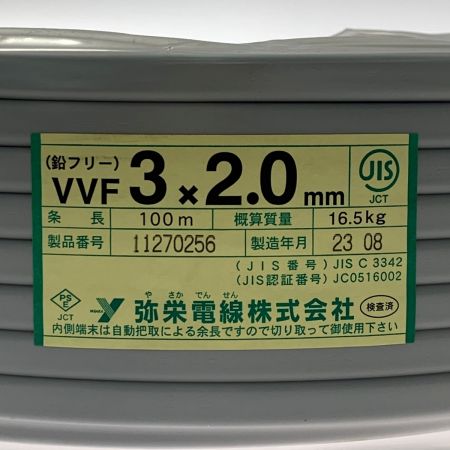 (鉛フリー)
VVF 3×2.0mm
JIS
JCT
条長 100m 概算質量 16.5kg
製品番号 11270256 製造年月 23 08
(JIS番号) JIS C 3342
(JIS認証番号) JC0516002
PSE
JCT
やさかでんせん
弥栄電線株式会社
検査済
内側端末は自動把取による余長ですので切り取って御使用下さい